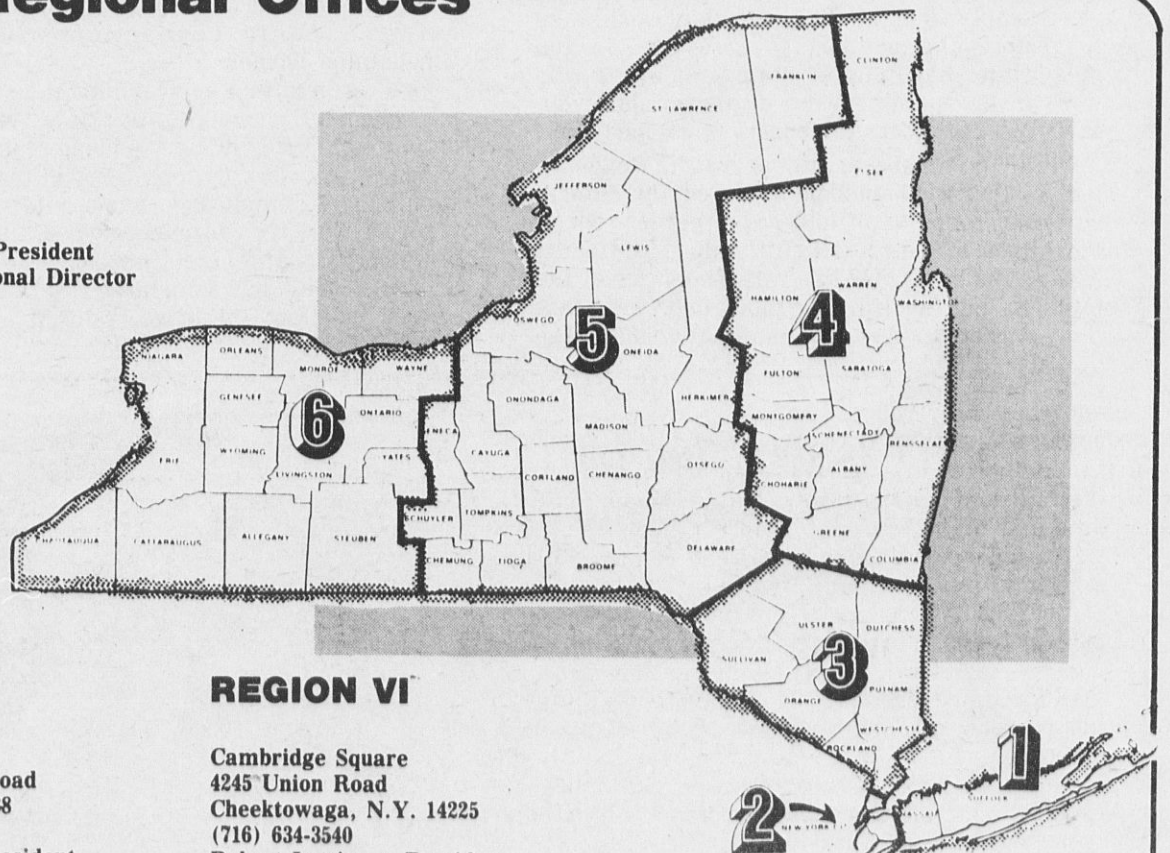 Regional Offices
President
onal Director
CLINTON
FRANKLIN
ST. LAWRENCE
ESSEX
JEFFERSON
LEWIS
HAMILTON
WARREN
WASHINGTON
4
OSWEGO
5
ONEIDA
NIAGARA
ORLEANS
MONROE
WAYNE
FULTON
SARATOGA
GENESEE
ONTARIO
ONONDAGA
HERKIMER
MONTGOMERY
6
MADISON
SCHENECTADY
RENSSELAE
ERIE
WYOMING
LIVINGSTON
YATES
ENECA
CAYUGA
CORTLAND
CHENANGO
OTSEGO
ALBANY
CHOHARIE
SCHUYLER
TOMPKINS
CHAUTAUQUA
CATTARAUGUS
ALLEGANY
STEUBEN
CHEMUNG
TIOGA
BROOME
DELAWARE
GREENE
COLUMBIA
ULSTER
DUTCHESS
SULLIVAN
3
ORANGE
PUTNAM
WESTCHESTER
ROCKLAND
1
SUFFOLK
NASSAU
2
NEW YORK
REGION VI
Cambridge Square
4245 Union Road
Cheektowaga, N.Y. 14225
(716) 634-3540
oad
8